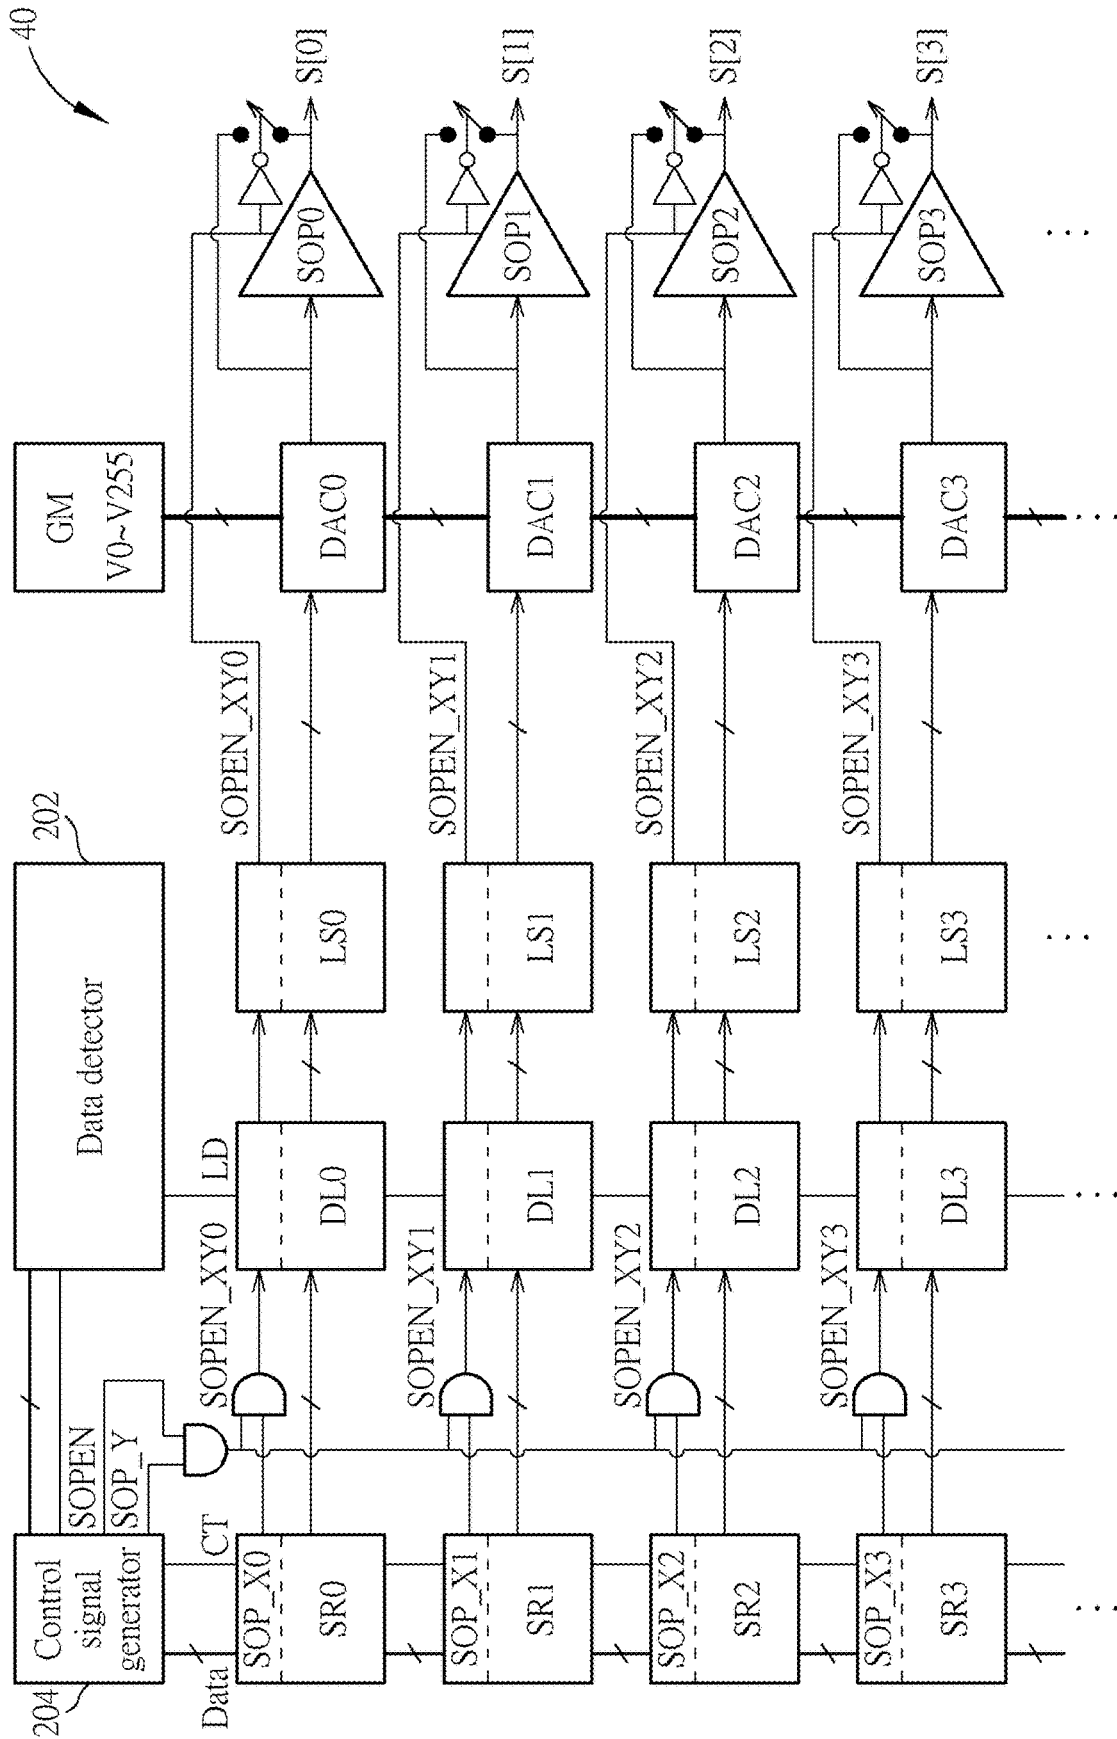 40
204
Control
signal
generator
SOPEN
SOP_Y
Data detector
202
GM
V0~V255
Data
CT
LD
SOP_X0
SR0
SOPEN_XY0
DL0
LS0
SOPEN_XY0
DAC0
SOP0
S[0]
SOP_X1
SR1
SOPEN_XY1
DL1
LS1
SOPEN_XY1
DAC1
SOP1
S[1]
SOP_X2
SR2
SOPEN_XY2
DL2
LS2
SOPEN_XY2
DAC2
SOP2
S[2]
SOP_X3
SR3
SOPEN_XY3
DL3
LS3
SOPEN_XY3
DAC3
SOP3
S[3]